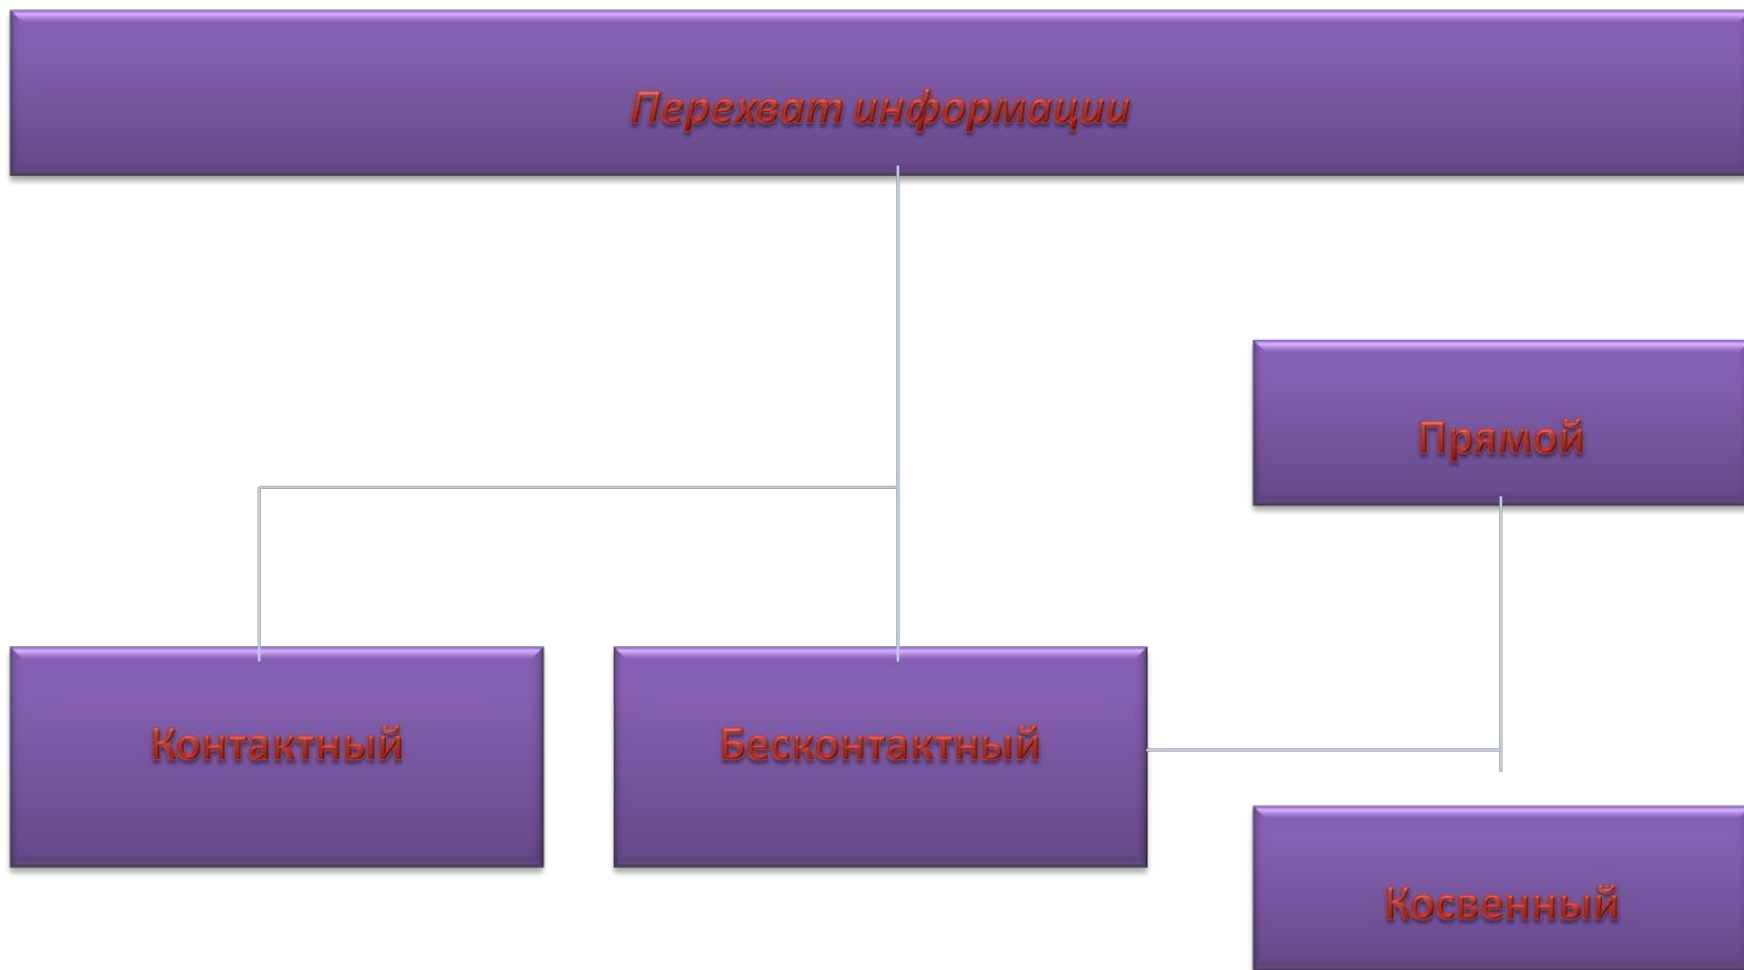 Перехват информации
Прямой
Контактный
Бесконтактный
Косвенный